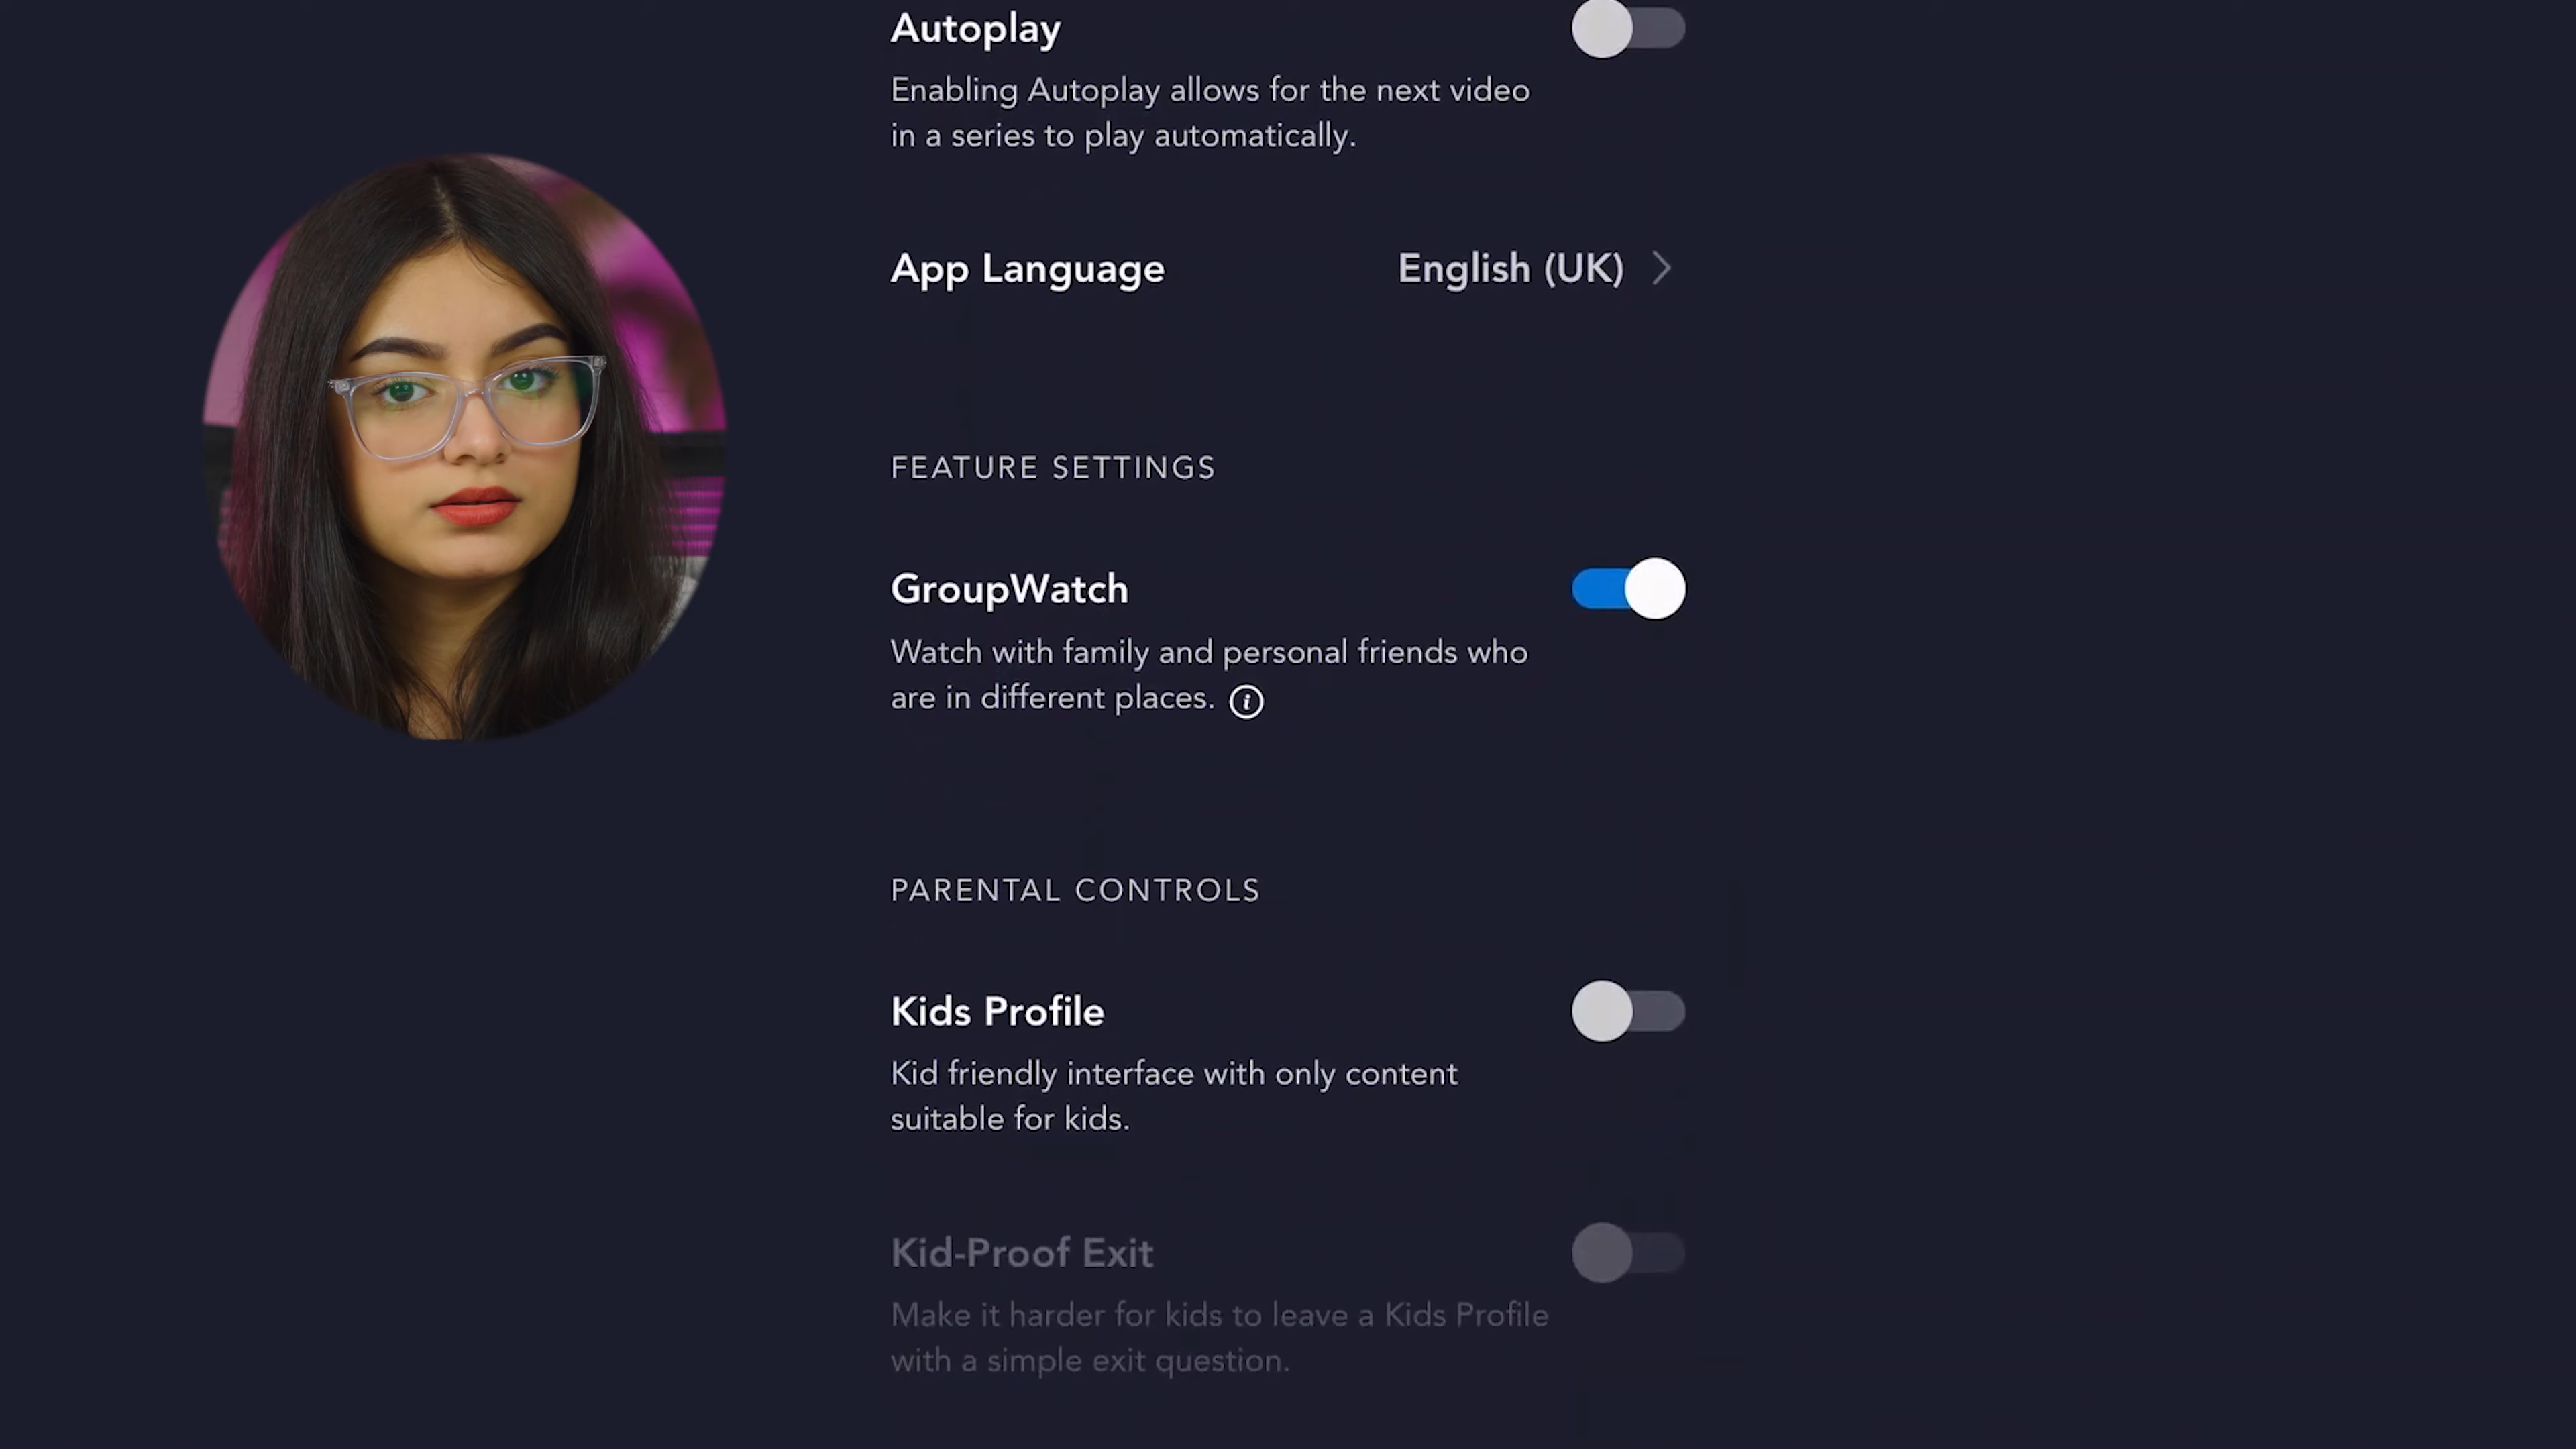 Autoplay
Enabling Autoplay allows for the next video
in a series to play automatically.
App Language English (UK)
FEATURE SETTINGS
GroupWatch
Watch with family and personal friends who
are in different places.
PARENTAL CONTROLS
Kids Profile
Kid friendly interface with only content
suitable for kids.
Kid-Proof Exit
Make it harder for kids to leave a Kids Profile
with a simple exit question.